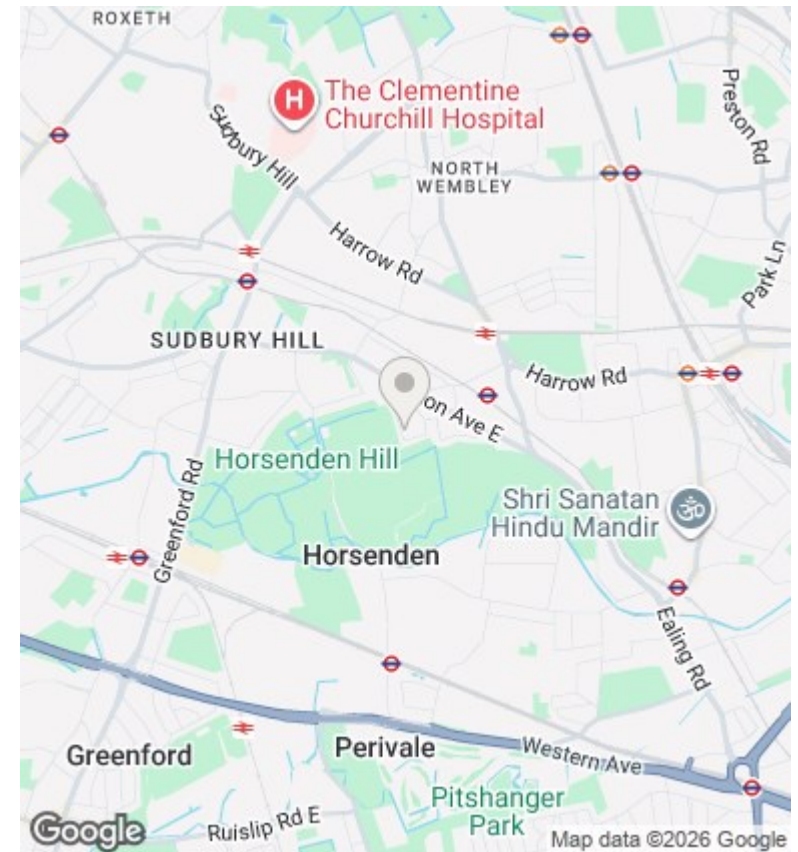 ROXETH
H
The Clementine
Churchill Hospital
Sudbury Hill
Preston Rd
NORTH
WEMBLEY
Harrow Rd
Park Ln
SUDBURY HILL
Harrow Rd
on Ave E
Horsenden Hill
Greenford Rd
Shri Sanatan
Hindu Mandir
ॐ
Horsenden
Ealing Rd
Greenford
Perivale
Western Ave
Pitshanger
Park
Google
Ruislip Rd E
Map data ©2026 Google